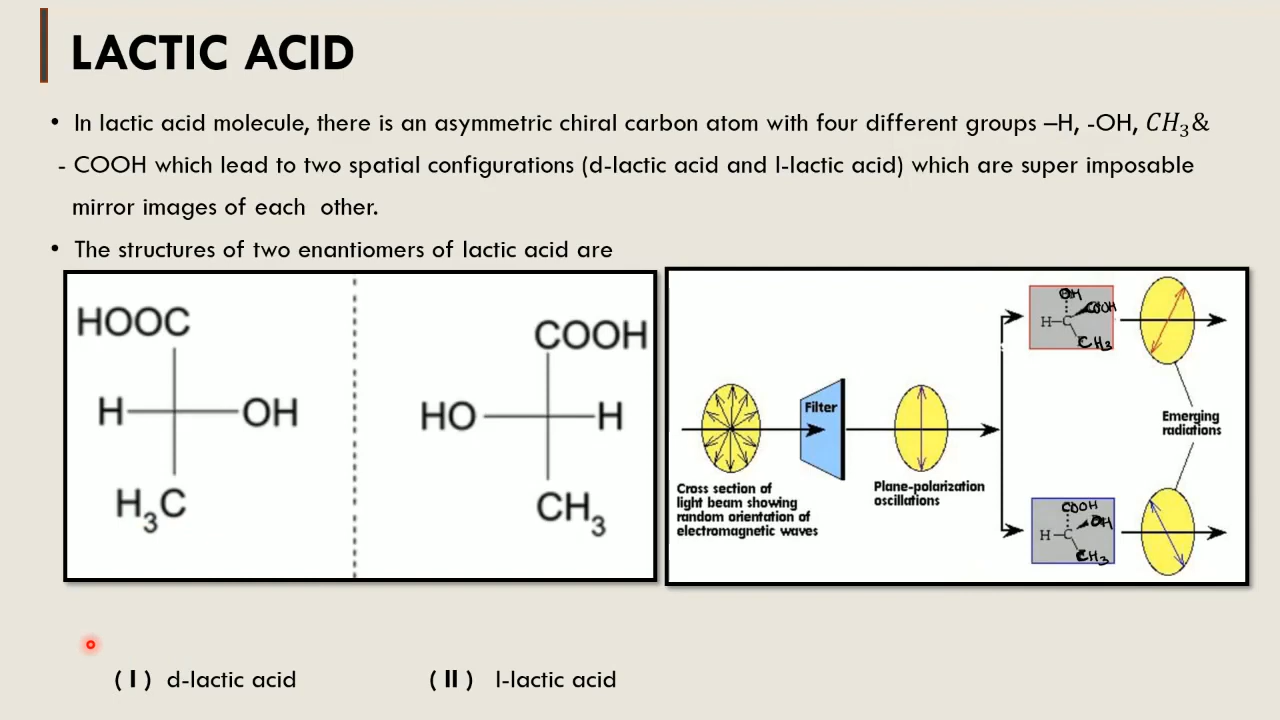 LACTIC ACID
• In lactic acid molecule, there is an asymmetric chiral carbon atom with four different groups –H, -OH, CH₃&
- COOH which lead to two spatial configurations (d-lactic acid and l-lactic acid) which are super imposable
mirror images of each other.
• The structures of two enantiomers of lactic acid are
HOOC
H OH
H₃C
COOH
HO H
CH₃
Cross section of
light beam showing
random orientation of
electromagnetic waves
Filter
Plane-polarization
oscillations
OH
H–C COOH
CH₃
Emerging
radiations
COOH
H–C OH
CH₃
( I ) d-lactic acid
( II ) l-lactic acid